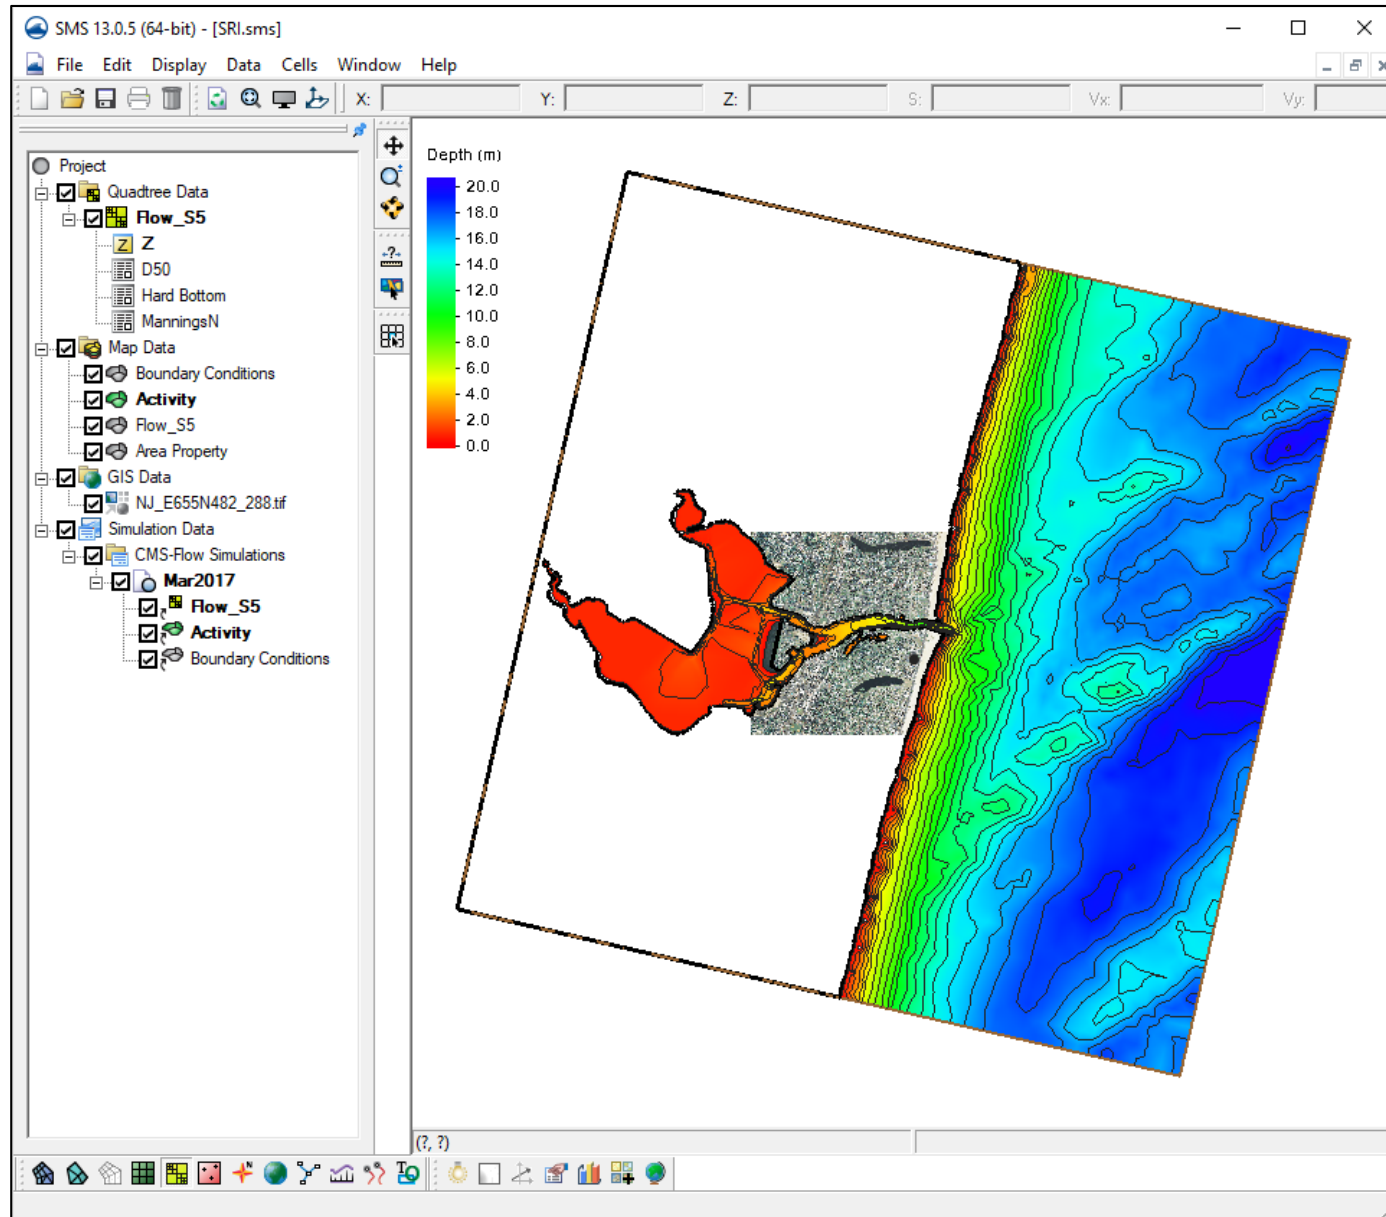 SMS 13.0.5 (64-bit) - [SRI.sms]
File Edit Display Data Cells Window Help
X: Y: Z: S: Vx: Vy:
Project
Quadtree Data
Flow_S5
Z
D50
Hard Bottom
ManningsN
Map Data
Boundary Conditions
Activity
Flow_S5
Area Property
GIS Data
NJ_E655N482_288.tif
Simulation Data
CMS-Flow Simulations
Mar2017
Flow_S5
Activity
Boundary Conditions
Depth (m)
20.0
18.0
16.0
14.0
12.0
10.0
8.0
6.0
4.0
2.0
0.0
(?, ?)